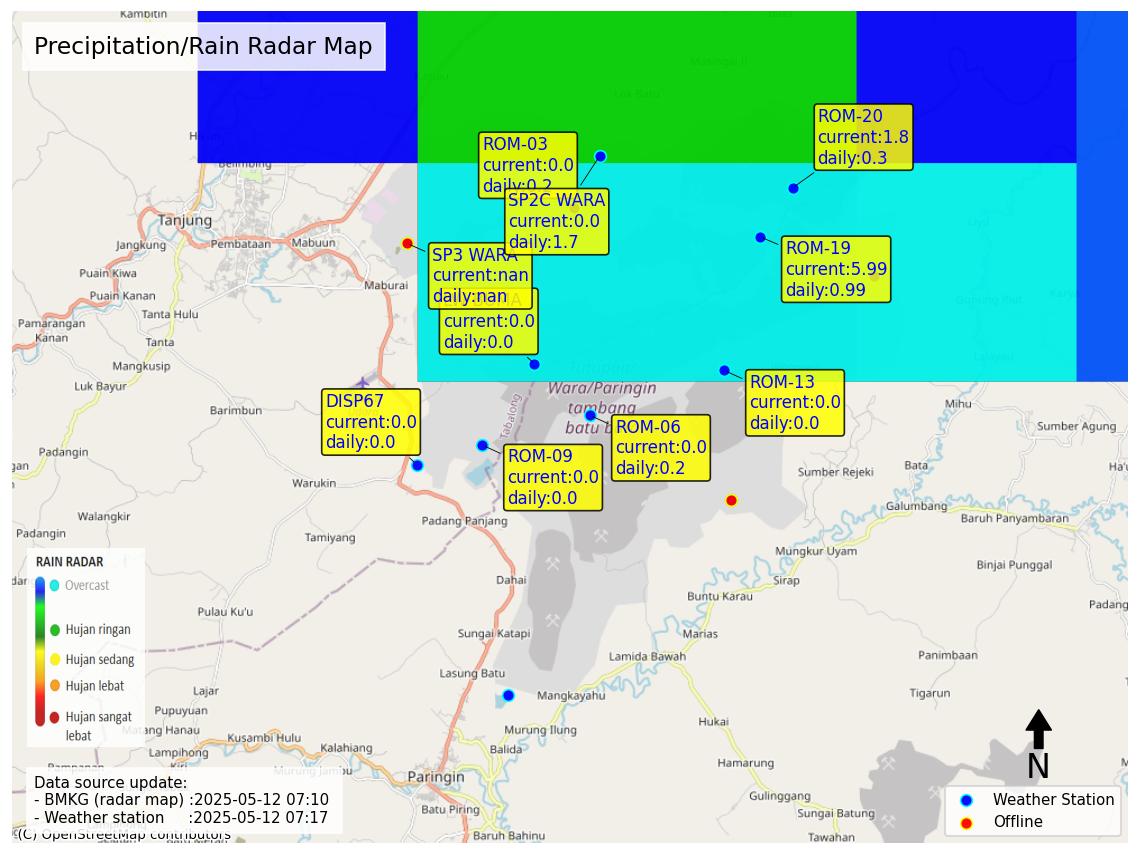 Kambitin
Precipitation/Rain Radar Map
Kapuku
Masingai II
Lok Batu
ROM-20
current:1.8
daily:0.3
ROM-03
current:0.0
daily:0.2
Belimbing
SP2C WARA
current:0.0
daily:1.7
Tanjung
Jangkung
Pembataan
Mabuun
SP3 WARA
current:nan
daily:nan
ROM-19
current:5.99
daily:0.99
Puain Kiwa
Maburai
Puain Kanan
current:0.0
daily:0.0
Pamarangan
Kanan
Tanta Hulu
Tanta
Mangkusip
Luk Bayur
Wara/Paringin
tambang
Tabalong
ROM-13
current:0.0
daily:0.0
DISP67
current:0.0
daily:0.0
Barimbun
Mihu
ROM-06
current:0.0
daily:0.2
Sumber Agung
ROM-09
current:0.0
daily:0.0
Padangin
Bata
Sumber Rejeki
Warukin
Galumbang
Baruh Panyambaran
Walangkir
Padang Panjang
Padangin
Tamiyang
Mungkur Uyam
Binjai Punggal
RAIN RADAR
Overcast
Hujan ringan
Hujan sedang
Hujan lebat
Hujan sangat
lebat
Dahai
Sirap
Buntu Karau
Padang
Pulau Ku'u
Sungai Katapi
Marias
Lamida Bawah
Panimbaan
Lasung Batu
Lajar
Mangkayahu
Tigarun
Pupuyuan
Matang Hanau
Murung Ilung
Hukai
Lampihong
Kusambi Hulu
Kalahiang
Balida
Hamarung
Murung Jambu
Paringin
Gulinggang
N
Data source update:
- BMKG (radar map) :2025-05-12 07:10
- Weather station :2025-05-12 07:17
Batu Piring
Sungai Batung
Weather Station
Offline
(C) OpenStreetMap contributors
Baruh Bahinu
Tawahan